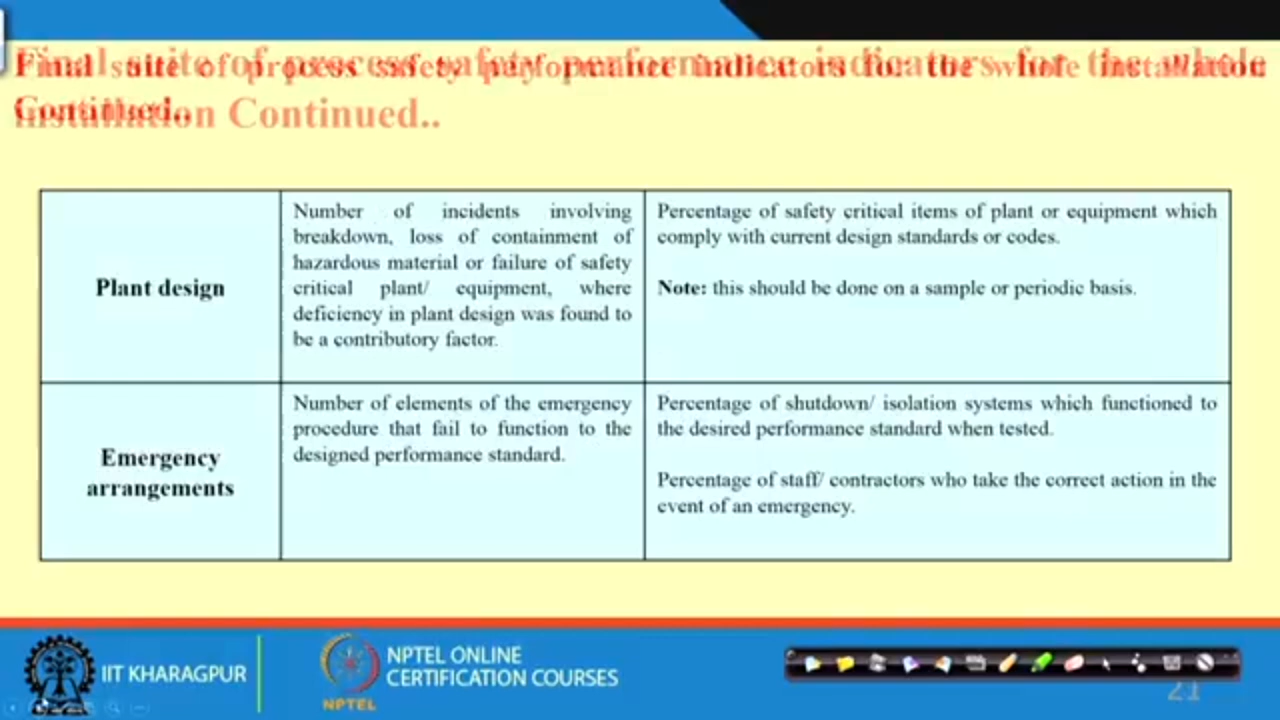 Final suite of process safety performance indicators for the whole installation Continued..
Plant design
Number of incidents involving
breakdown, loss of containment of
hazardous material or failure of safety
critical plant/ equipment, where
deficiency in plant design was found to
be a contributory factor.
Percentage of safety critical items of plant or equipment which
comply with current design standards or codes.
Note: this should be done on a sample or periodic basis.
Emergency
arrangements
Number of elements of the emergency
procedure that fail to function to the
designed performance standard.
Percentage of shutdown/ isolation systems which functioned to
the desired performance standard when tested.
Percentage of staff/ contractors who take the correct action in the
event of an emergency.
IIT KHARAGPUR
NPTEL
NPTEL ONLINE
CERTIFICATION COURSES
21